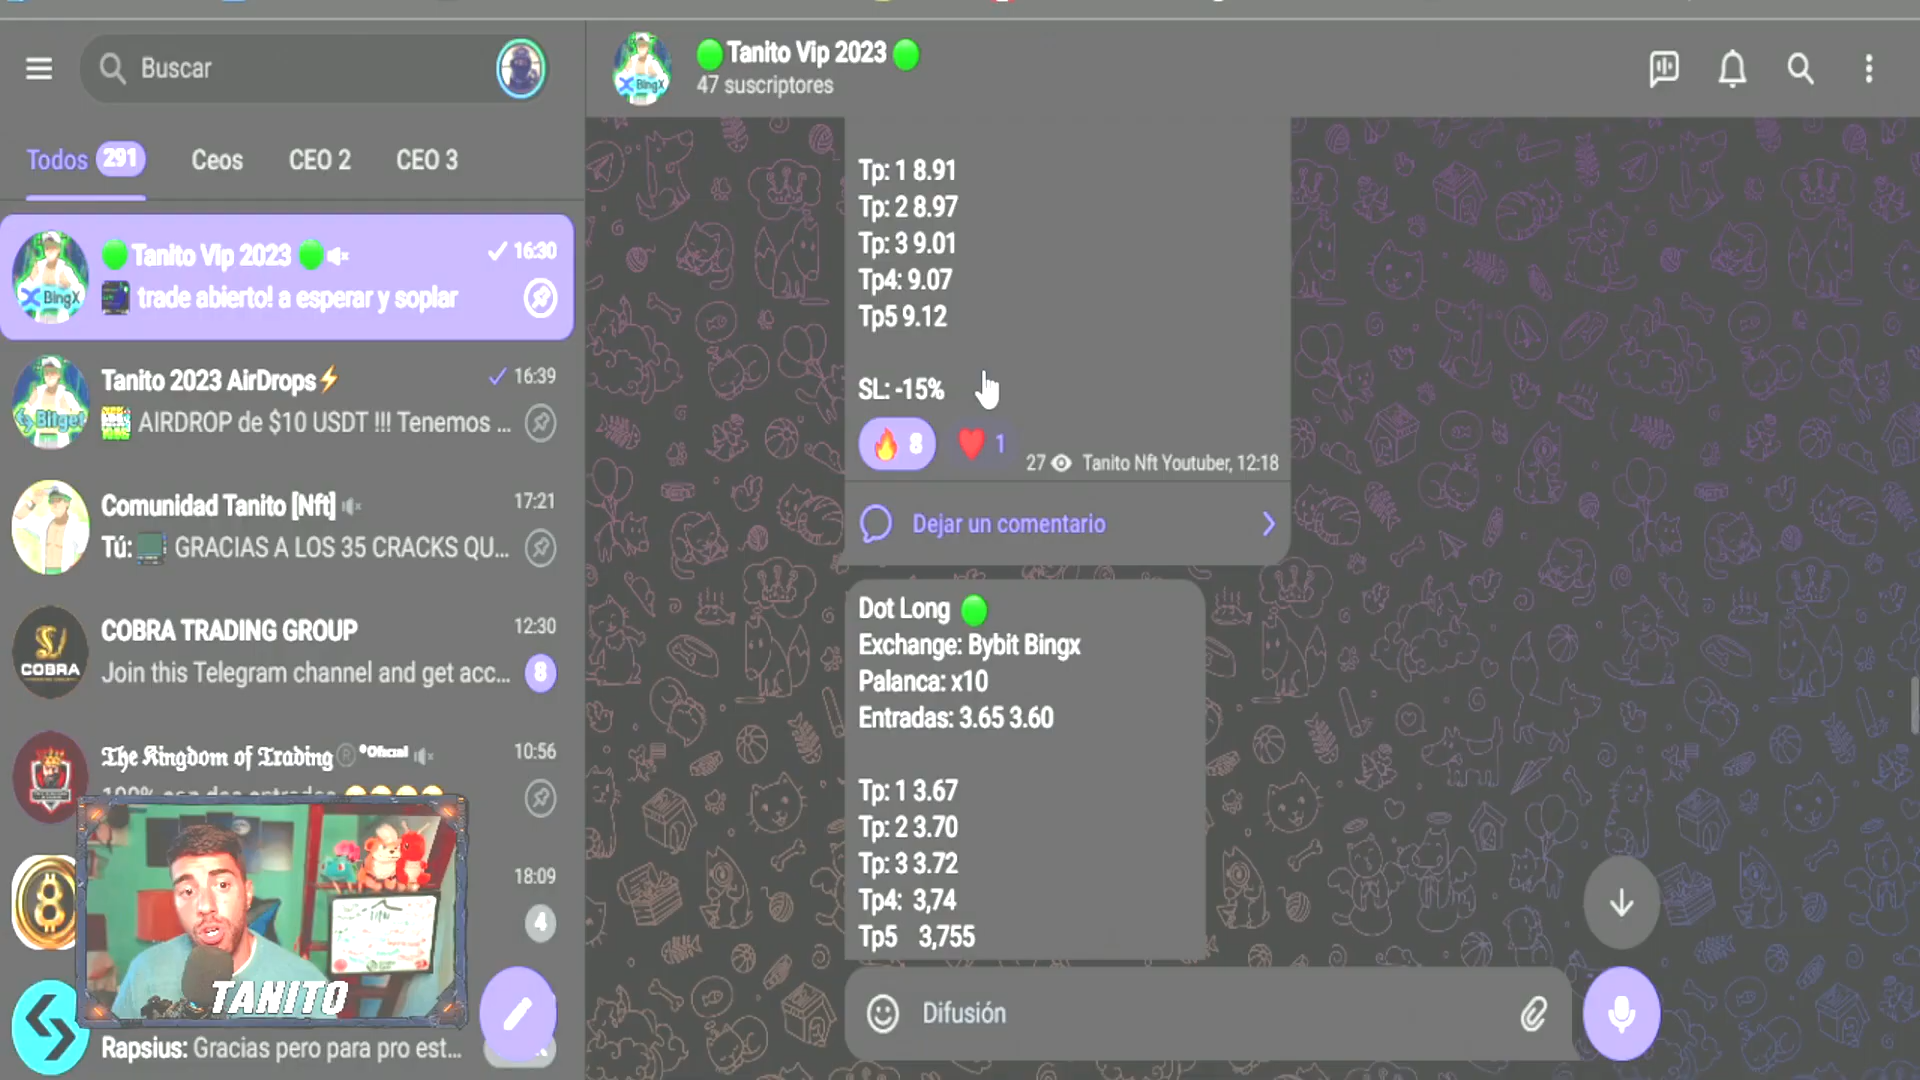 Buscar
Todos 291
Ceos
CEO 2
CEO 3
Tanito Vip 2023
16:30
trade abierto! a esperar y soplar
BingX
Tanito 2023 AirDrops⚡
16:39
AIRDROP de $10 USDT !!! Tenemos ...
Bitget
Comunidad Tanito [Nft]
17:21
Tú: GRACIAS A LOS 35 CRACKS QU...
COBRA TRADING GROUP
12:30
Join this Telegram channel and get acc...
8
COBRA
The Kingdom of Trading ® Oficial
10:56
18:09
4
TANITO
Rapsius: Gracias pero para pro est...
Tanito Vip 2023
47 suscriptores
BingX
Tp: 1 8.91
Tp: 2 8.97
Tp: 3 9.01
Tp4: 9.07
Tp5 9.12
SL: -15%
🔥 8 ❤️ 1
27 Tanito Nft Youtuber, 12:18
Dejar un comentario
Dot Long 🟢
Exchange: Bybit Bingx
Palanca: x10
Entradas: 3.65 3.60
Tp: 1 3.67
Tp: 2 3.70
Tp: 3 3.72
Tp4: 3,74
Tp5 3,755
Difusión